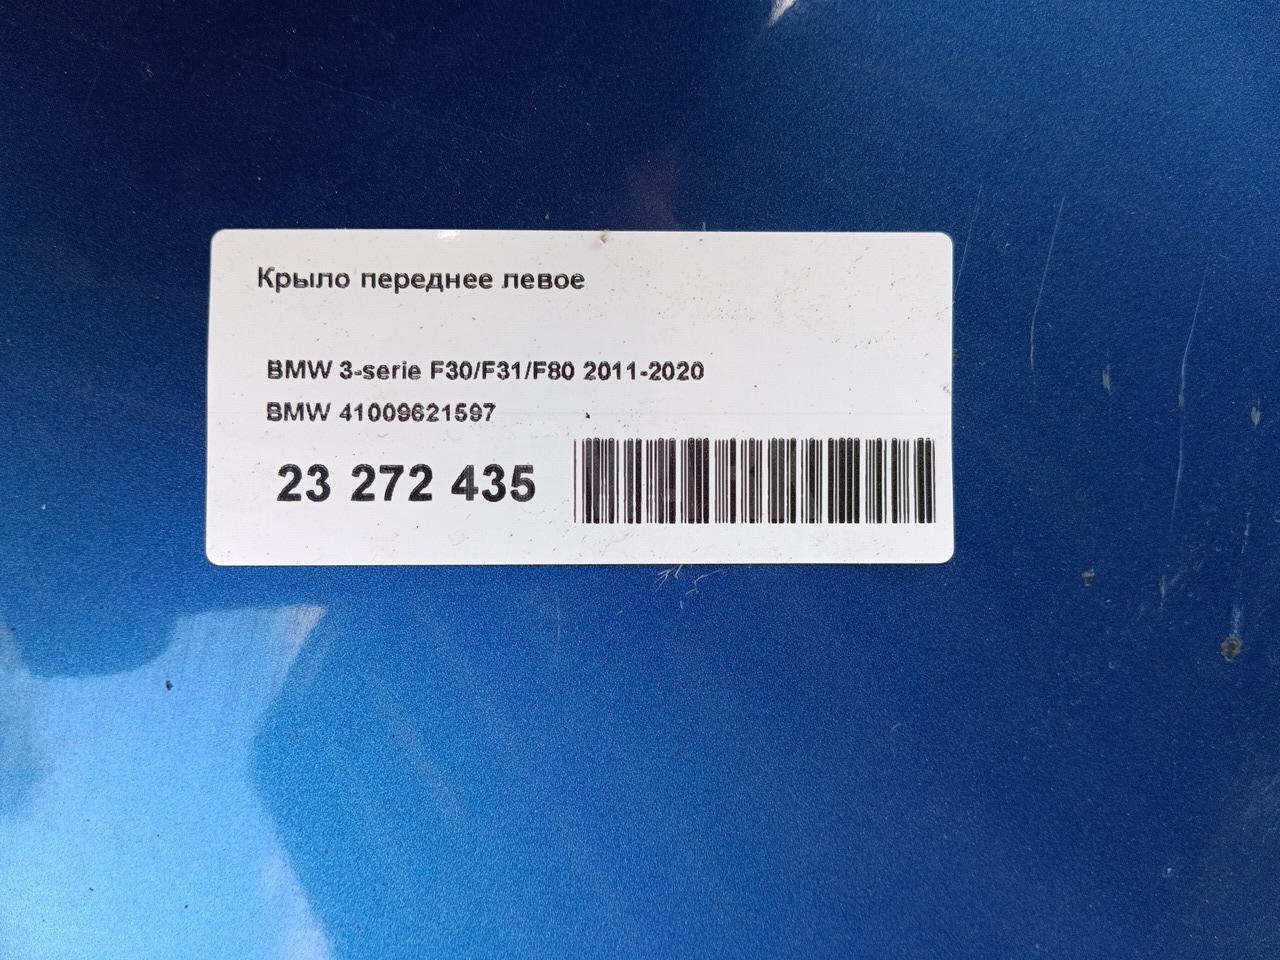 Крыло переднее левое
BMW 3-serie F30/F31/F80 2011-2020
BMW 41009621597
23 272 435